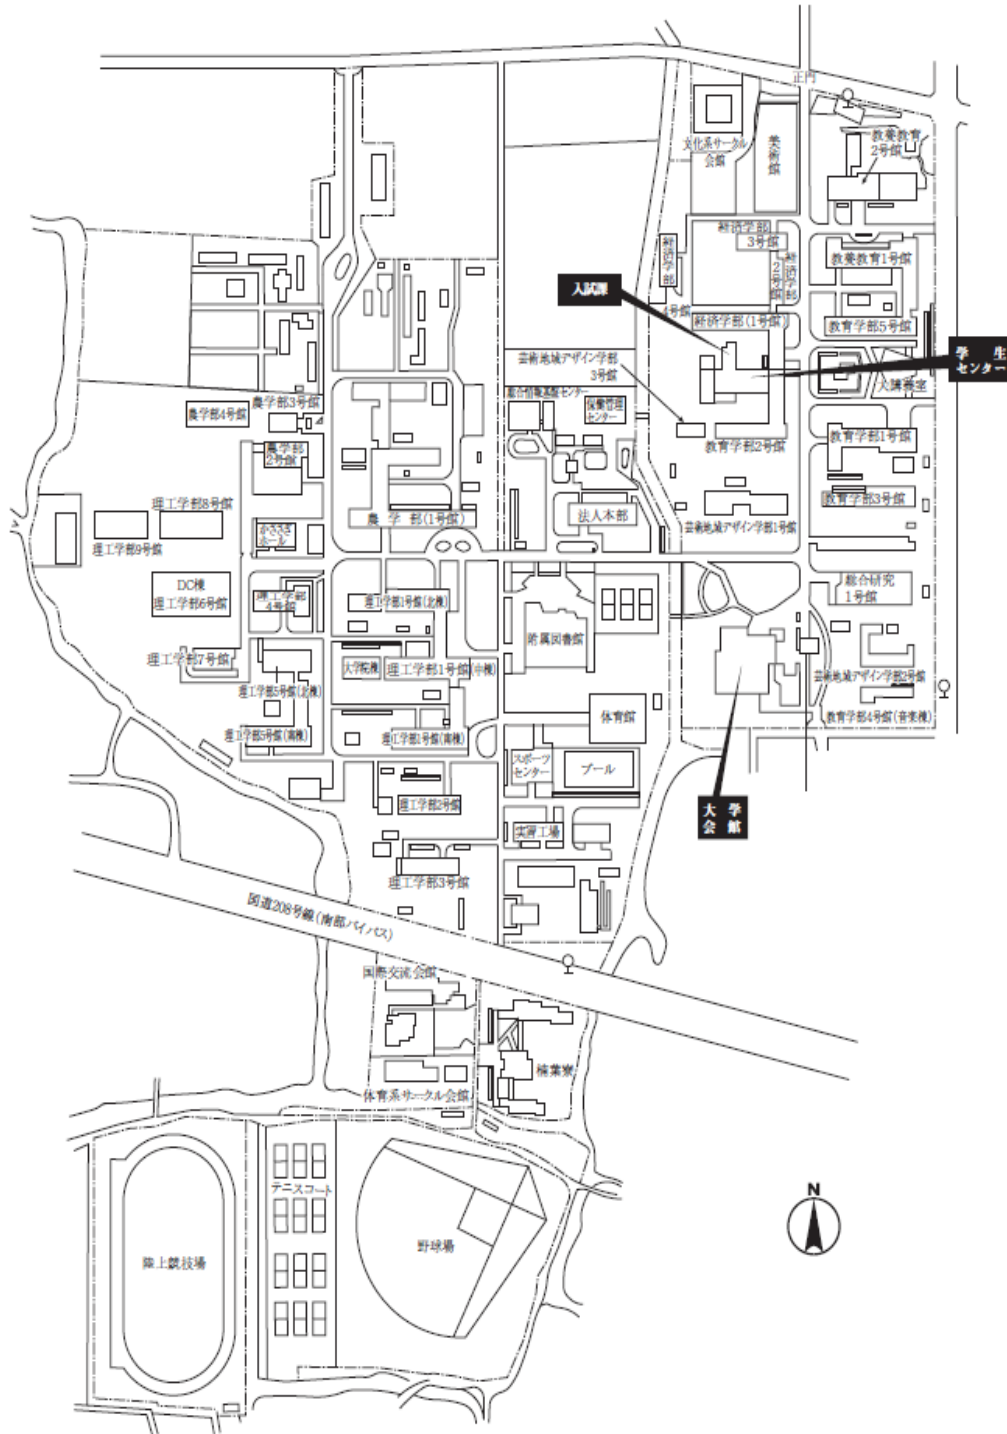 正門
教養教育
2号館
文化系サークル
会館
美術館
経済学部
3号館
経済学部
2号館
経済学部
4号館
教養教育1号館
入試課
経済学部(1号館)
教育学部5号館
学生
センター
芸術地域デザイン学部
3号館
大講義室
総合情報基盤センター
保健管理
センター
農学部3号館
農学部4号館
教育学部2号館
教育学部1号館
農学部
2号館
理工学部8号館
教育学部3号館
農学部(1号館)
法人本部
芸術地域デザイン学部1号館
かささぎ
ホール
理工学部9号館
DC棟
理工学部6号館
理工学部
4号館
理工学部1号館(北棟)
総合研究
1号館
附属図書館
理工学部7号館
大学院棟
理工学部1号館(中棟)
芸術地域デザイン学部2号館
理工学部5号館(北棟)
体育館
教育学部4号館(音楽棟)
理工学部5号館(南棟)
理工学部1号館(南棟)
スポーツ
センター
プール
理工学部2号館
大学
会館
実習工場
理工学部3号館
国道208号線(南部バイパス)
国際交流会館
楠葉寮
体育系サークル会館
テニスコート
N
野球場
陸上競技場